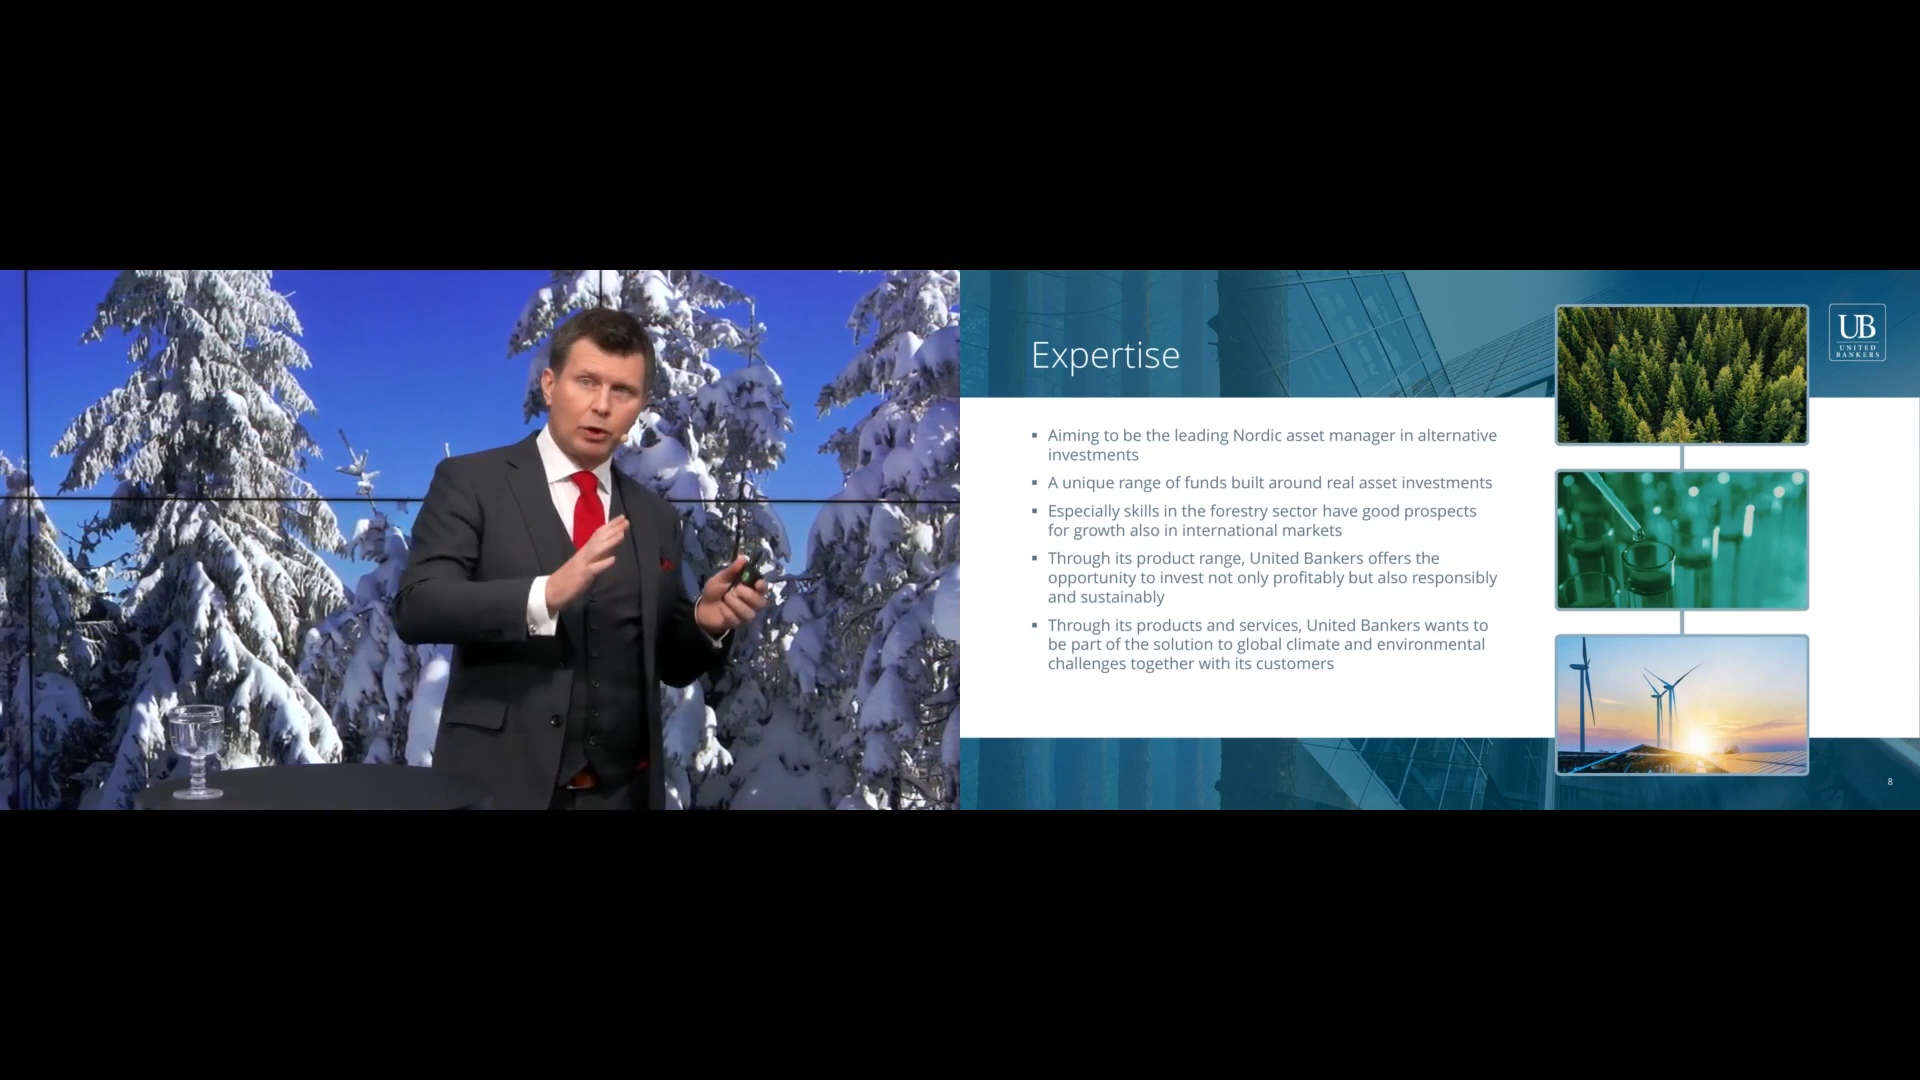 Expertise
UB
UNITED
BANKERS
▪ Aiming to be the leading Nordic asset manager in alternative
investments
▪ A unique range of funds built around real asset investments
▪ Especially skills in the forestry sector have good prospects
for growth also in international markets
▪ Through its product range, United Bankers offers the
opportunity to invest not only profitably but also responsibly
and sustainably
▪ Through its products and services, United Bankers wants to
be part of the solution to global climate and environmental
challenges together with its customers
8